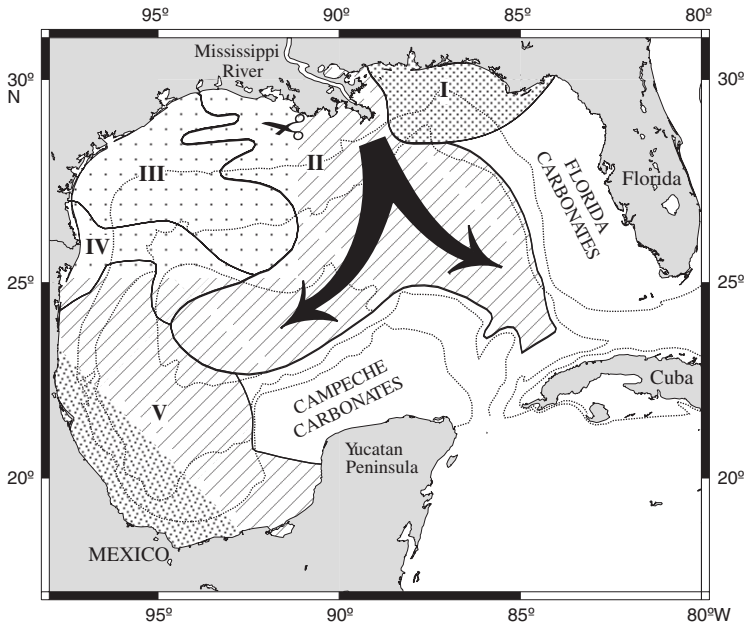 95º 90º 85º 80º
Mississippi
River
30º
N
30º
I
II
III
FLORIDA
CARBONATES
Florida
IV
25º
25º
CAMPECHE
CARBONATES
Cuba
V
Yucatan
Peninsula
20º
20º
MEXICO
95º 90º 85º 80ºW